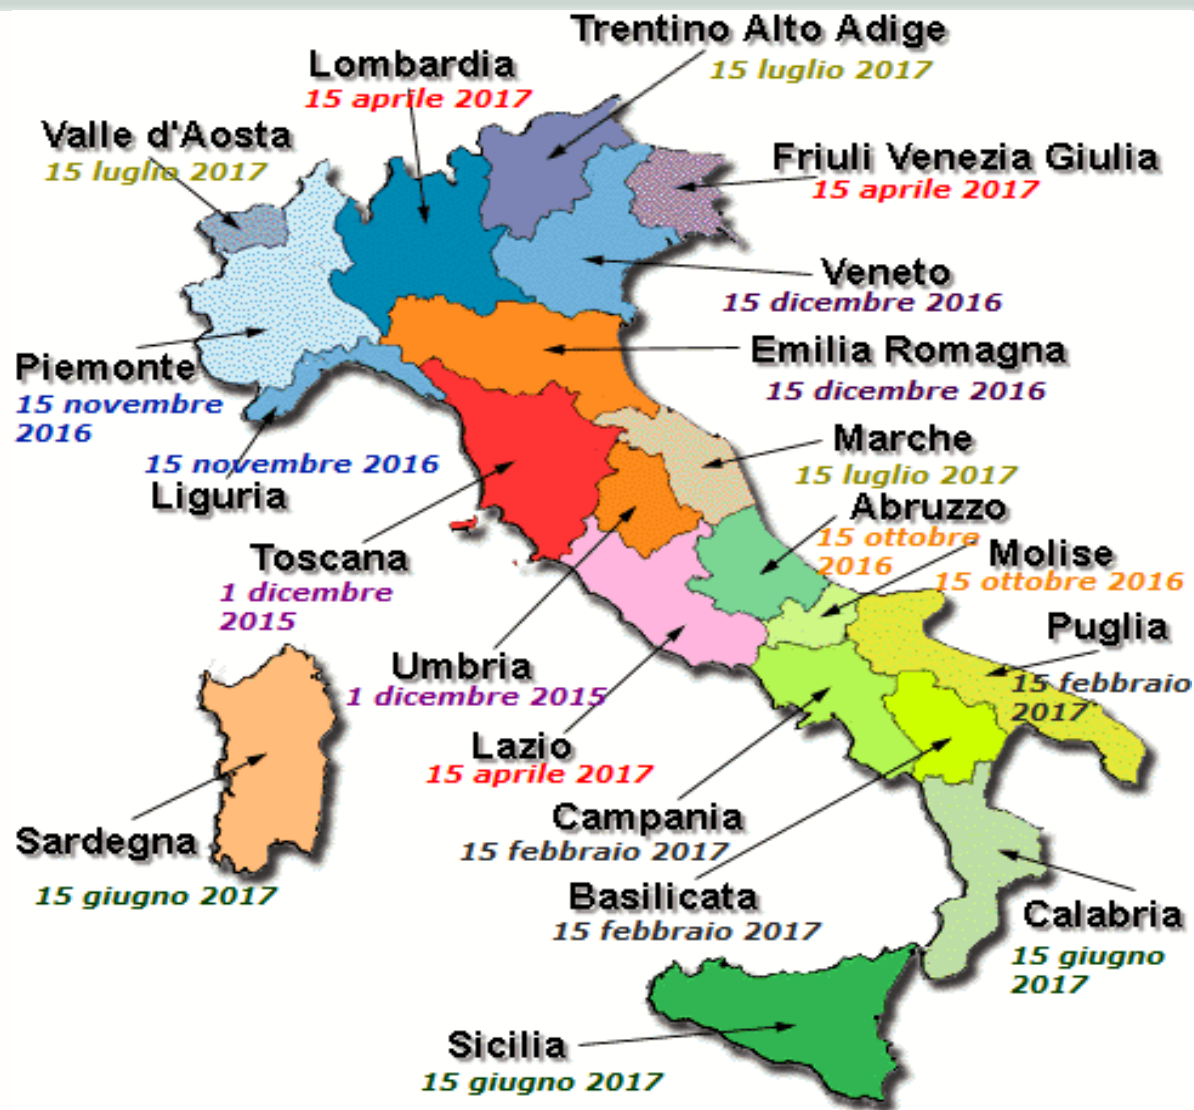 Trentino Alto Adige
15 luglio 2017
Lombardia
15 aprile 2017
Valle d'Aosta
15 luglio 2017
Friuli Venezia Giulia
15 aprile 2017
Veneto
15 dicembre 2016
Emilia Romagna
15 dicembre 2016
Piemonte
15 novembre
2016
15 novembre 2016
Liguria
Marche
15 luglio 2017
Abruzzo
15 ottobre
2016
Molise
15 ottobre 2016
Toscana
1 dicembre
2015
Puglia
15 febbraio
2017
Umbria
1 dicembre 2015
Lazio
15 aprile 2017
Campania
15 febbraio 2017
Sardegna
15 giugno 2017
Basilicata
15 febbraio 2017
Calabria
15 giugno
2017
Sicilia
15 giugno 2017